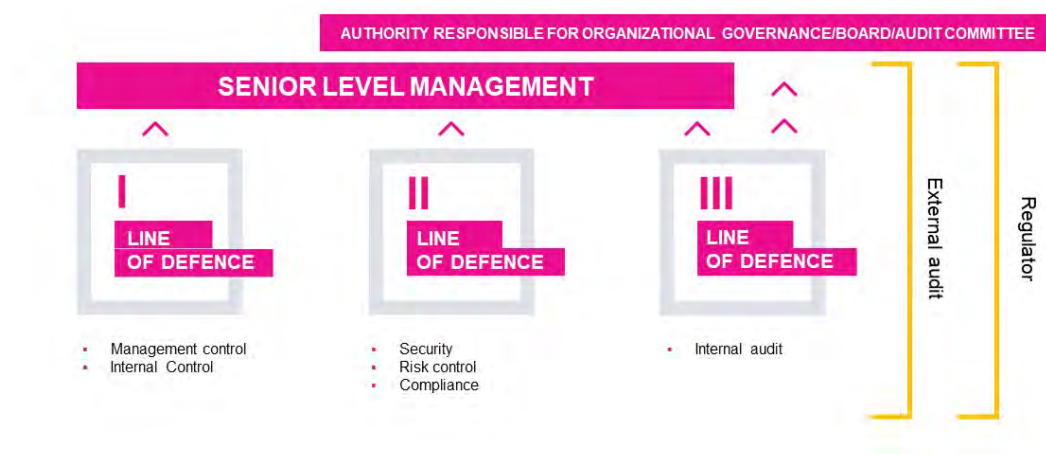 AUTHORITY RESPONSIBLE FOR ORGANIZATIONAL GOVERNANCE/BOARD/AUDIT COMMITTEE
SENIOR LEVEL MANAGEMENT
I
LINE
OF DEFENCE
▪ Management control
▪ Internal Control
II
LINE
OF DEFENCE
▪ Security
▪ Risk control
▪ Compliance
III
LINE
OF DEFENCE
▪ Internal audit
External audit
Regulator